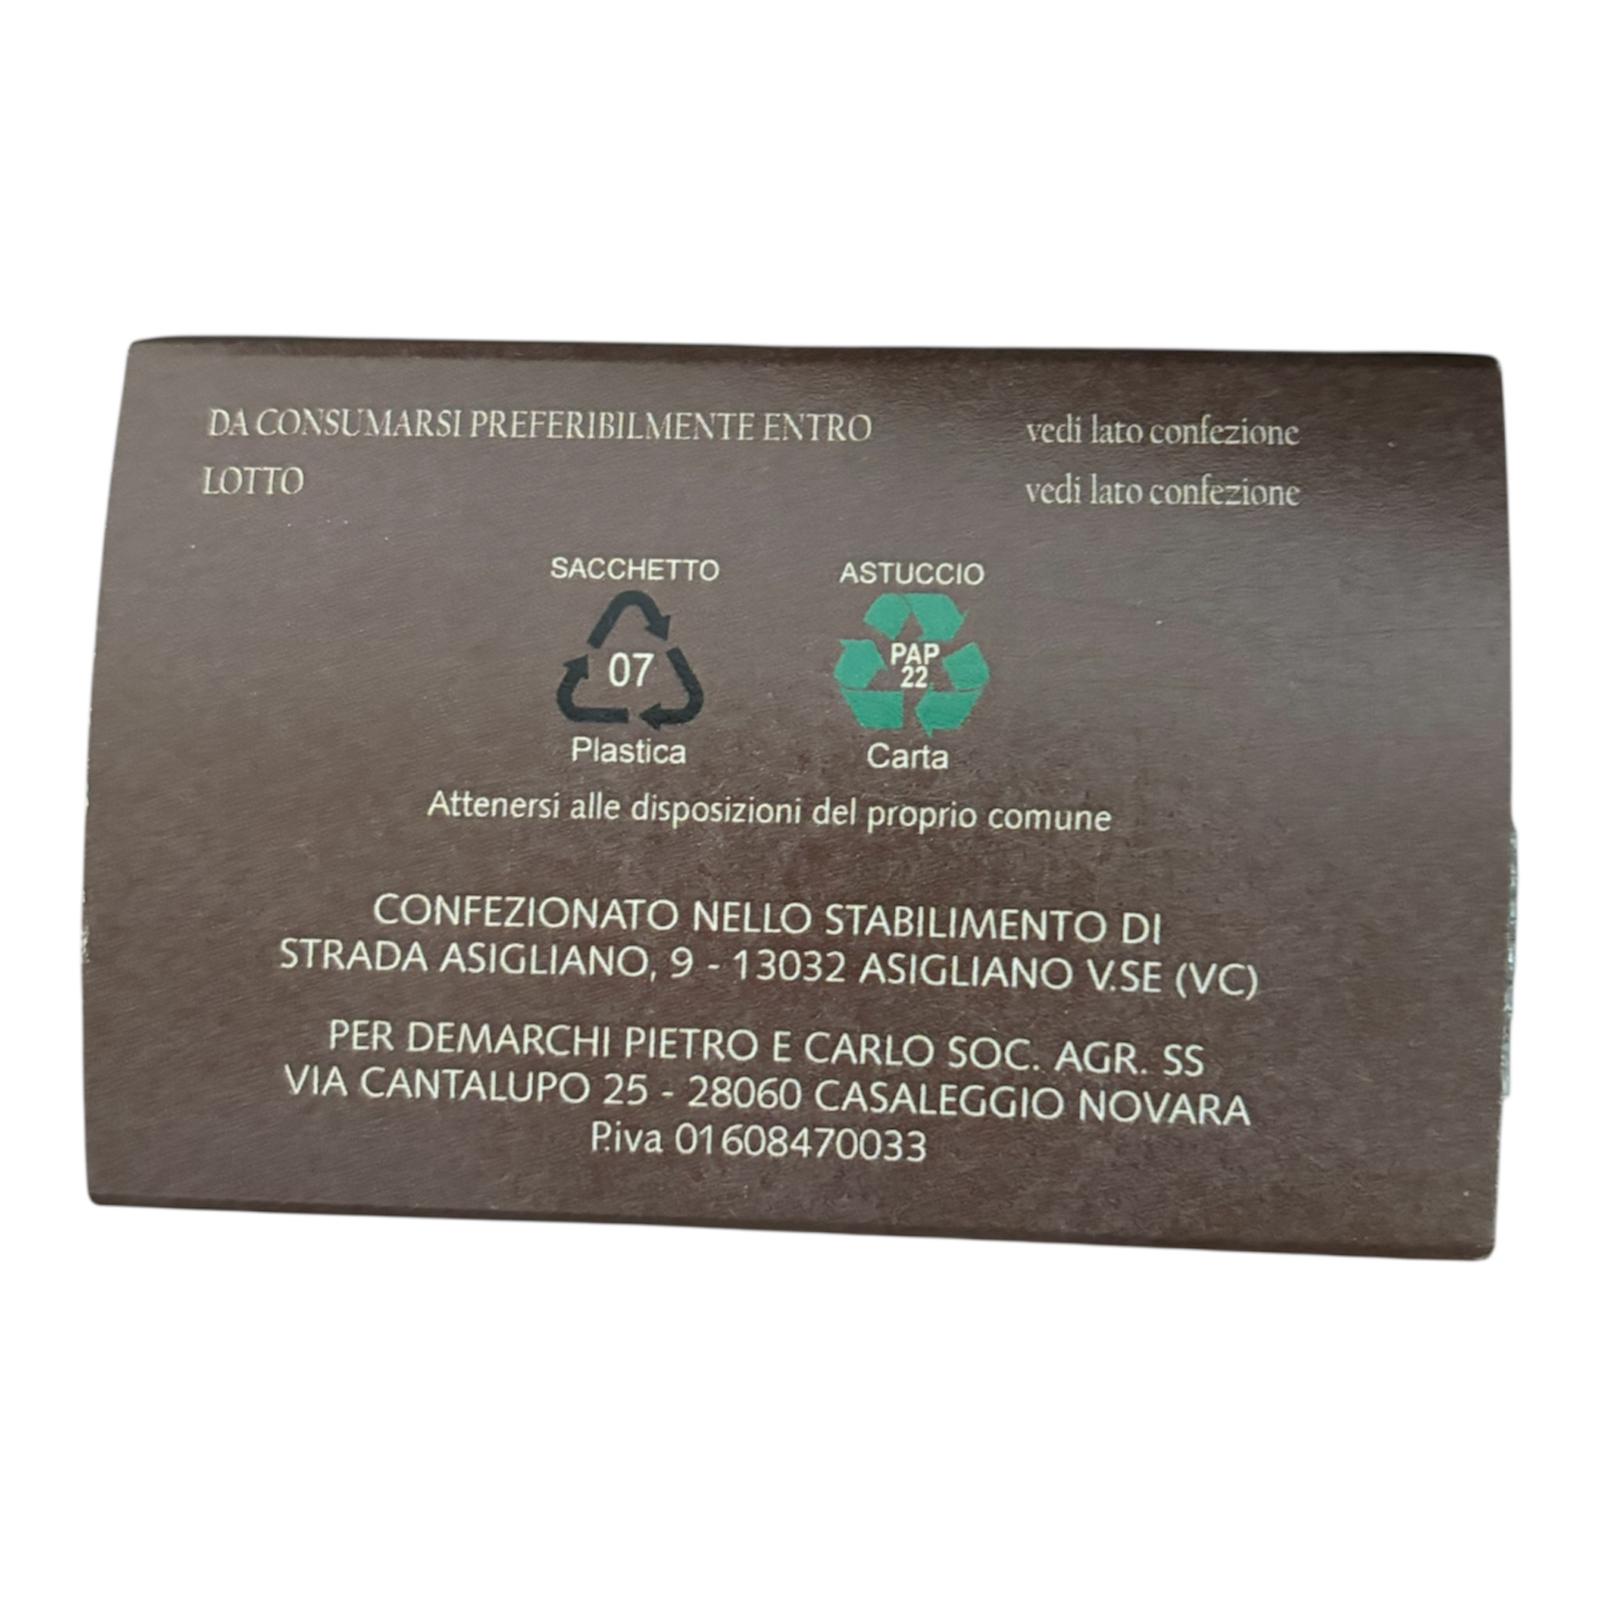 DA CONSUMARSI PREFERIBILMENTE ENTRO vedi lato confezione
LOTTO vedi lato confezione
SACCHETTO ASTUCCIO
07 PAP
22
Plastica Carta
Attenersi alle disposizioni del proprio comune
CONFEZIONATO NELLO STABILIMENTO DI
STRADA ASIGLIANO, 9 - 13032 ASIGLIANO V.SE (VC)
PER DEMARCHI PIETRO E CARLO SOC. AGR. SS
VIA CANTALUPO 25 - 28060 CASALEGGIO NOVARA
P.iva 01608470033